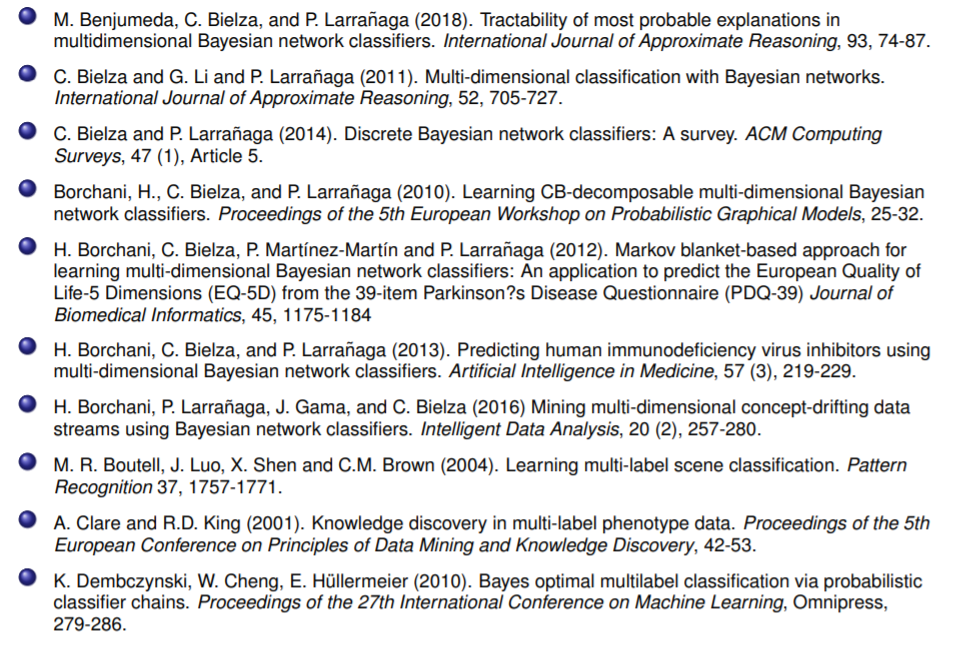 M. Benjumeda, C. Bielza, and P. Larrañaga (2018). Tractability of most probable explanations in
multidimensional Bayesian network classifiers. International Journal of Approximate Reasoning, 93, 74-87.
C. Bielza and G. Li and P. Larrañaga (2011). Multi-dimensional classification with Bayesian networks.
International Journal of Approximate Reasoning, 52, 705-727.
C. Bielza and P. Larrañaga (2014). Discrete Bayesian network classifiers: A survey. ACM Computing
Surveys, 47 (1), Article 5.
Borchani, H., C. Bielza, and P. Larrañaga (2010). Learning CB-decomposable multi-dimensional Bayesian
network classifiers. Proceedings of the 5th European Workshop on Probabilistic Graphical Models, 25-32.
H. Borchani, C. Bielza, P. Martínez-Martín and P. Larrañaga (2012). Markov blanket-based approach for
learning multi-dimensional Bayesian network classifiers: An application to predict the European Quality of
Life-5 Dimensions (EQ-5D) from the 39-item Parkinson?s Disease Questionnaire (PDQ-39) Journal of
Biomedical Informatics, 45, 1175-1184
H. Borchani, C. Bielza, and P. Larrañaga (2013). Predicting human immunodeficiency virus inhibitors using
multi-dimensional Bayesian network classifiers. Artificial Intelligence in Medicine, 57 (3), 219-229.
H. Borchani, P. Larrañaga, J. Gama, and C. Bielza (2016) Mining multi-dimensional concept-drifting data
streams using Bayesian network classifiers. Intelligent Data Analysis, 20 (2), 257-280.
M. R. Boutell, J. Luo, X. Shen and C.M. Brown (2004). Learning multi-label scene classification. Pattern
Recognition 37, 1757-1771.
A. Clare and R.D. King (2001). Knowledge discovery in multi-label phenotype data. Proceedings of the 5th
European Conference on Principles of Data Mining and Knowledge Discovery, 42-53.
K. Dembczynski, W. Cheng, E. Hüllermeier (2010). Bayes optimal multilabel classification via probabilistic
classifier chains. Proceedings of the 27th International Conference on Machine Learning, Omnipress,
279-286.